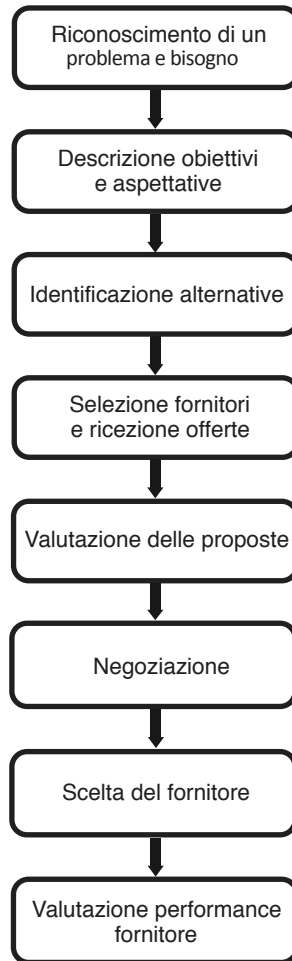 Riconoscimento di un
problema e bisogno
Descrizione obiettivi
e aspettative
Identificazione alternative
Selezione fornitori
e ricezione offerte
Valutazione delle proposte
Negoziazione
Scelta del fornitore
Valutazione performance
fornitore